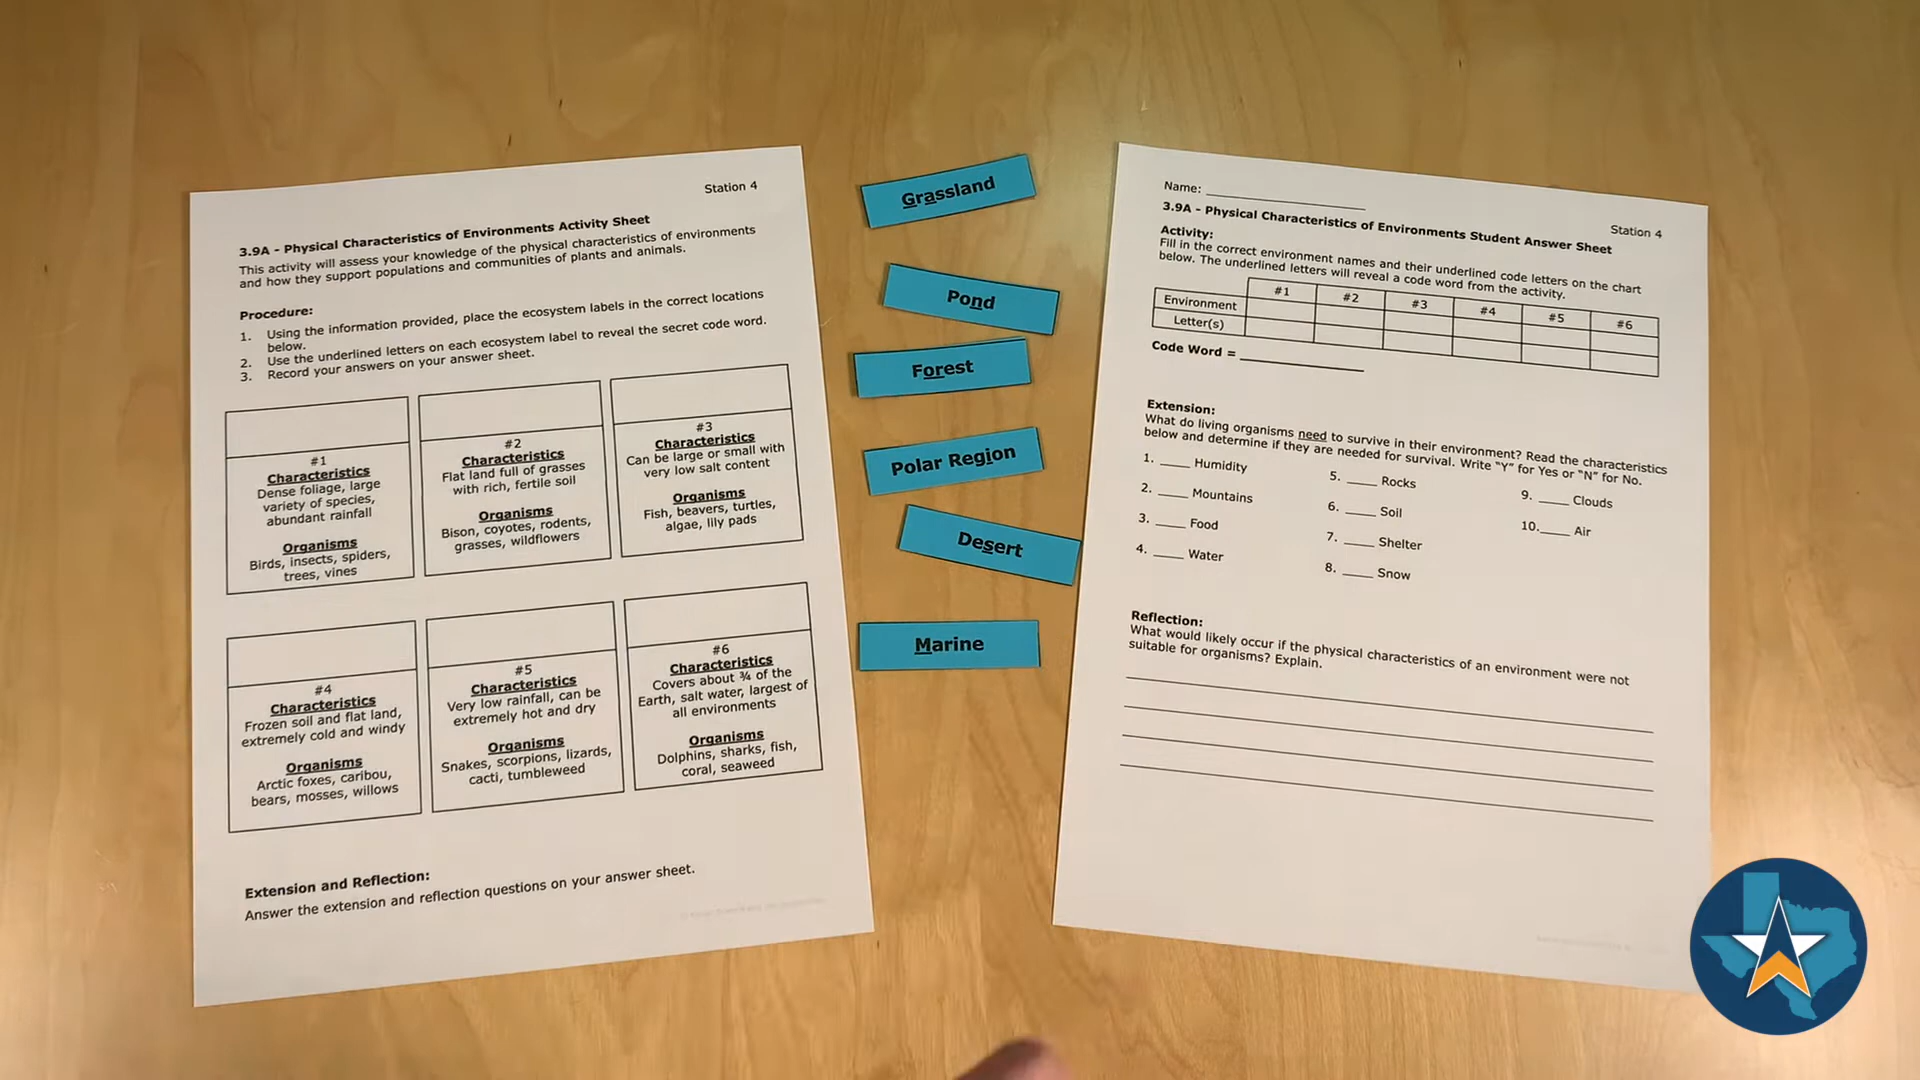 Station 4
3.9A - Physical Characteristics of Environments Activity Sheet
This activity will assess your knowledge of the physical characteristics of environments
and how they support populations and communities of plants and animals.
Procedure:
1. Using the information provided, place the ecosystem labels in the correct locations
below.
2. Use the underlined letters on each ecosystem label to reveal the secret code word.
3. Record your answers on your answer sheet.
#1
Characteristics
Dense foliage, large
variety of species,
abundant rainfall
Organisms
Birds, insects, spiders,
trees, vines
#2
Characteristics
Flat land full of grasses
with rich, fertile soil
Organisms
Bison, coyotes, rodents,
grasses, wildflowers
#3
Characteristics
Can be large or small with
very low salt content
Organisms
Fish, beavers, turtles,
algae, lily pads
#4
Characteristics
Frozen soil and flat land,
extremely cold and windy
Organisms
Arctic foxes, caribou,
bears, mosses, willows
#5
Characteristics
Very low rainfall, can be
extremely hot and dry
Organisms
Snakes, scorpions, lizards,
cacti, tumbleweed
#6
Characteristics
Covers about ¾ of the
Earth, salt water, largest of
all environments
Organisms
Dolphins, sharks, fish,
coral, seaweed
Extension and Reflection:
Answer the extension and reflection questions on your answer sheet.
Grassland
Pond
Forest
Polar Region
Desert
Marine
Name:
Station 4
3.9A - Physical Characteristics of Environments Student Answer Sheet
Activity:
Fill in the correct environment names and their underlined code letters on the chart
below. The underlined letters will reveal a code word from the activity.
#1 #2 #3 #4 #5 #6
Environment
Letter(s)
Code Word =
Extension:
What do living organisms need to survive in their environment? Read the characteristics
below and determine if they are needed for survival. Write "Y" for Yes or "N" for No.
1. ____ Humidity
2. ____ Mountains
3. ____ Food
4. ____ Water
5. ____ Rocks
6. ____ Soil
7. ____ Shelter
8. ____ Snow
9. ____ Clouds
10.____ Air
Reflection:
What would likely occur if the physical characteristics of an environment were not
suitable for organisms? Explain.